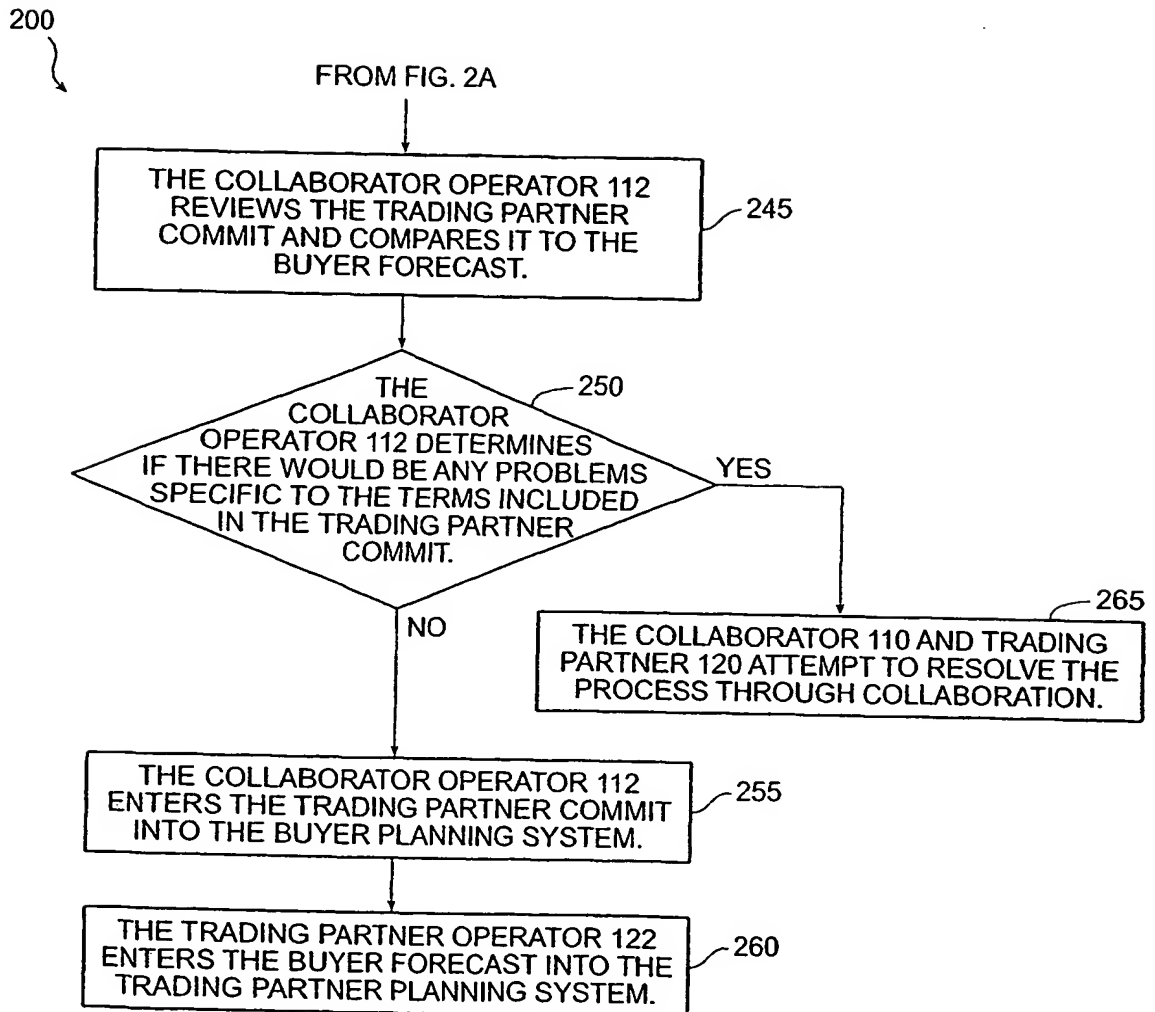 200
FROM FIG. 2A
THE COLLABORATOR OPERATOR 112
REVIEWS THE TRADING PARTNER
COMMIT AND COMPARES IT TO THE
BUYER FORECAST.
245
THE
COLLABORATOR
OPERATOR 112 DETERMINES
IF THERE WOULD BE ANY PROBLEMS
SPECIFIC TO THE TERMS INCLUDED
IN THE TRADING PARTNER
COMMIT.
250
YES
NO
265
THE COLLABORATOR 110 AND TRADING
PARTNER 120 ATTEMPT TO RESOLVE THE
PROCESS THROUGH COLLABORATION.
THE COLLABORATOR OPERATOR 112
ENTERS THE TRADING PARTNER COMMIT
INTO THE BUYER PLANNING SYSTEM.
255
THE TRADING PARTNER OPERATOR 122
ENTERS THE BUYER FORECAST INTO THE
TRADING PARTNER PLANNING SYSTEM.
260